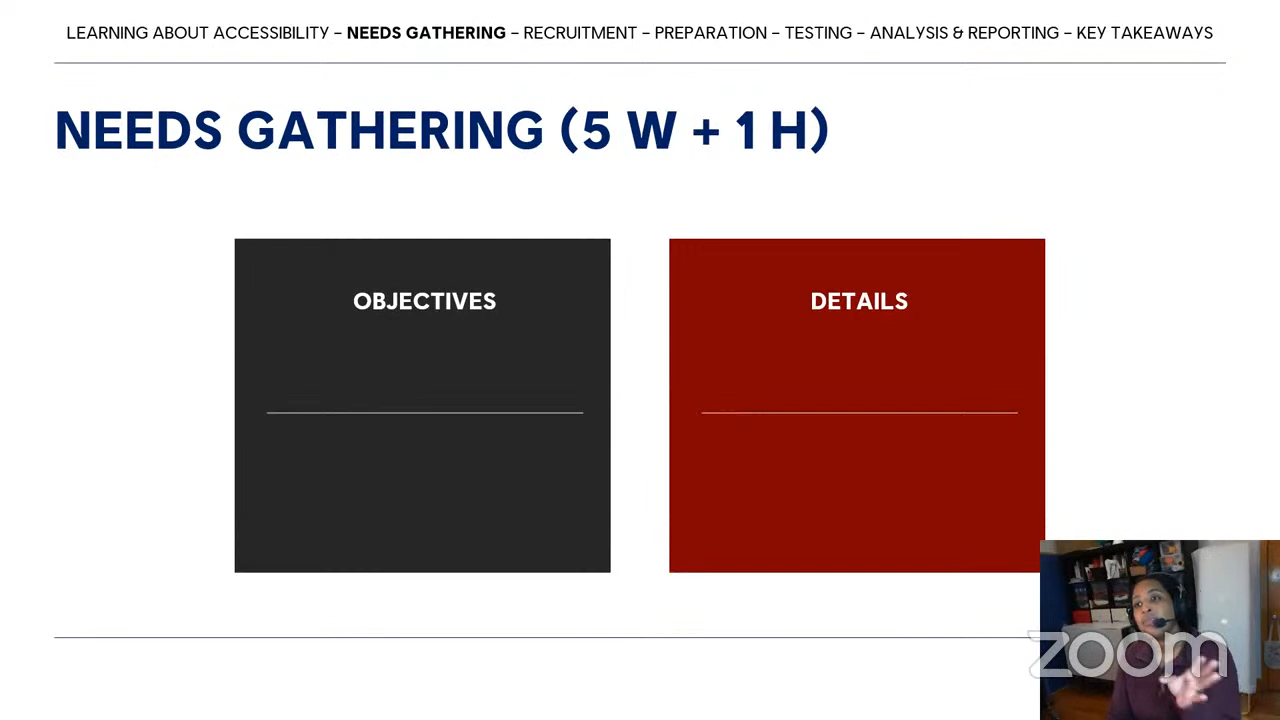 LEARNING ABOUT ACCESSIBILITY – NEEDS GATHERING – RECRUITMENT – PREPARATION – TESTING – ANALYSIS & REPORTING – KEY TAKEAWAYS
NEEDS GATHERING (5 W + 1 H)
OBJECTIVES
DETAILS
zoom